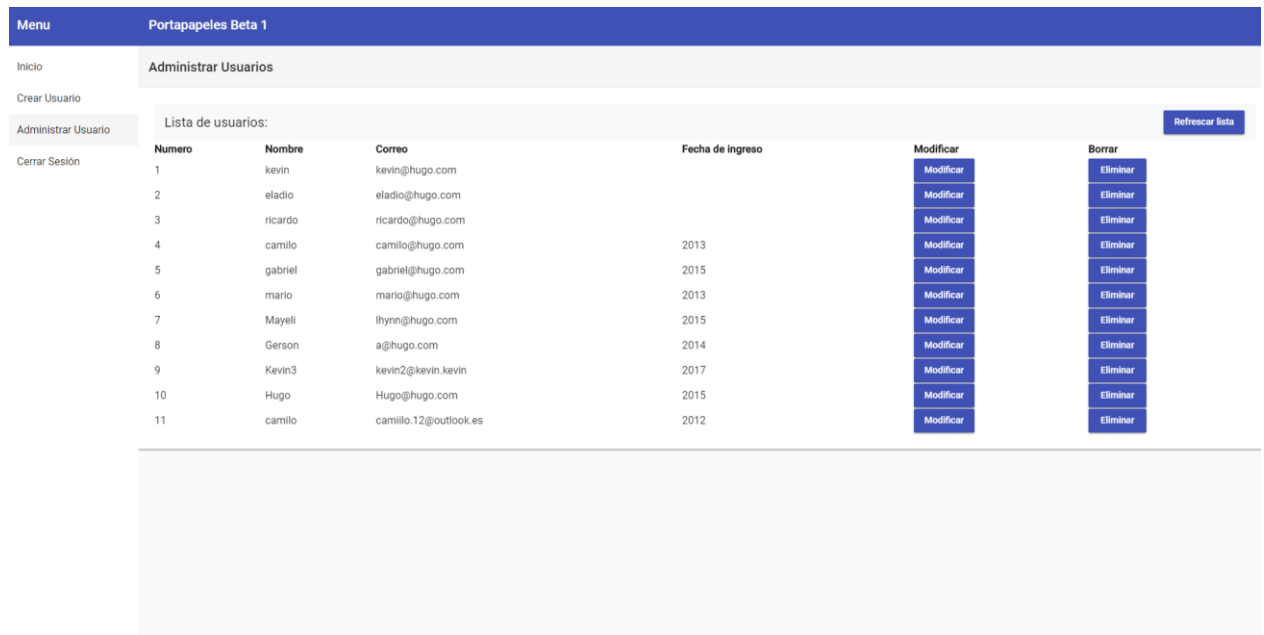 Menu Portapapeles Beta 1
Inicio
Crear Usuario
Administrar Usuario
Cerrar Sesión
Administrar Usuarios
Lista de usuarios: Refrescar lista
Numero Nombre Correo Fecha de ingreso Modificar Borrar
1 kevin kevin@hugo.com Modificar Eliminar
2 eladio eladio@hugo.com Modificar Eliminar
3 ricardo ricardo@hugo.com Modificar Eliminar
4 camilo camilo@hugo.com 2013 Modificar Eliminar
5 gabriel gabriel@hugo.com 2015 Modificar Eliminar
6 mario mario@hugo.com 2013 Modificar Eliminar
7 Mayeli lhynn@hugo.com 2015 Modificar Eliminar
8 Gerson a@hugo.com 2014 Modificar Eliminar
9 Kevin3 kevin2@kevin.kevin 2017 Modificar Eliminar
10 Hugo Hugo@hugo.com 2015 Modificar Eliminar
11 camilo camiilo.12@outlook.es 2012 Modificar Eliminar